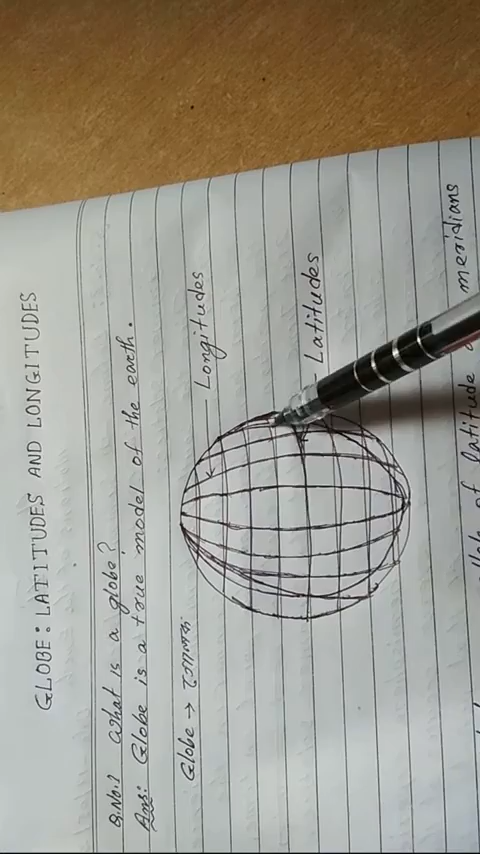 GLOBE: LATITUDES AND LONGITUDES
Q.No.1 What is a globe?
Ans: Globe is a true model of the earth.
Globe → গোলক
Longitudes
Latitudes
of latitude
meridians